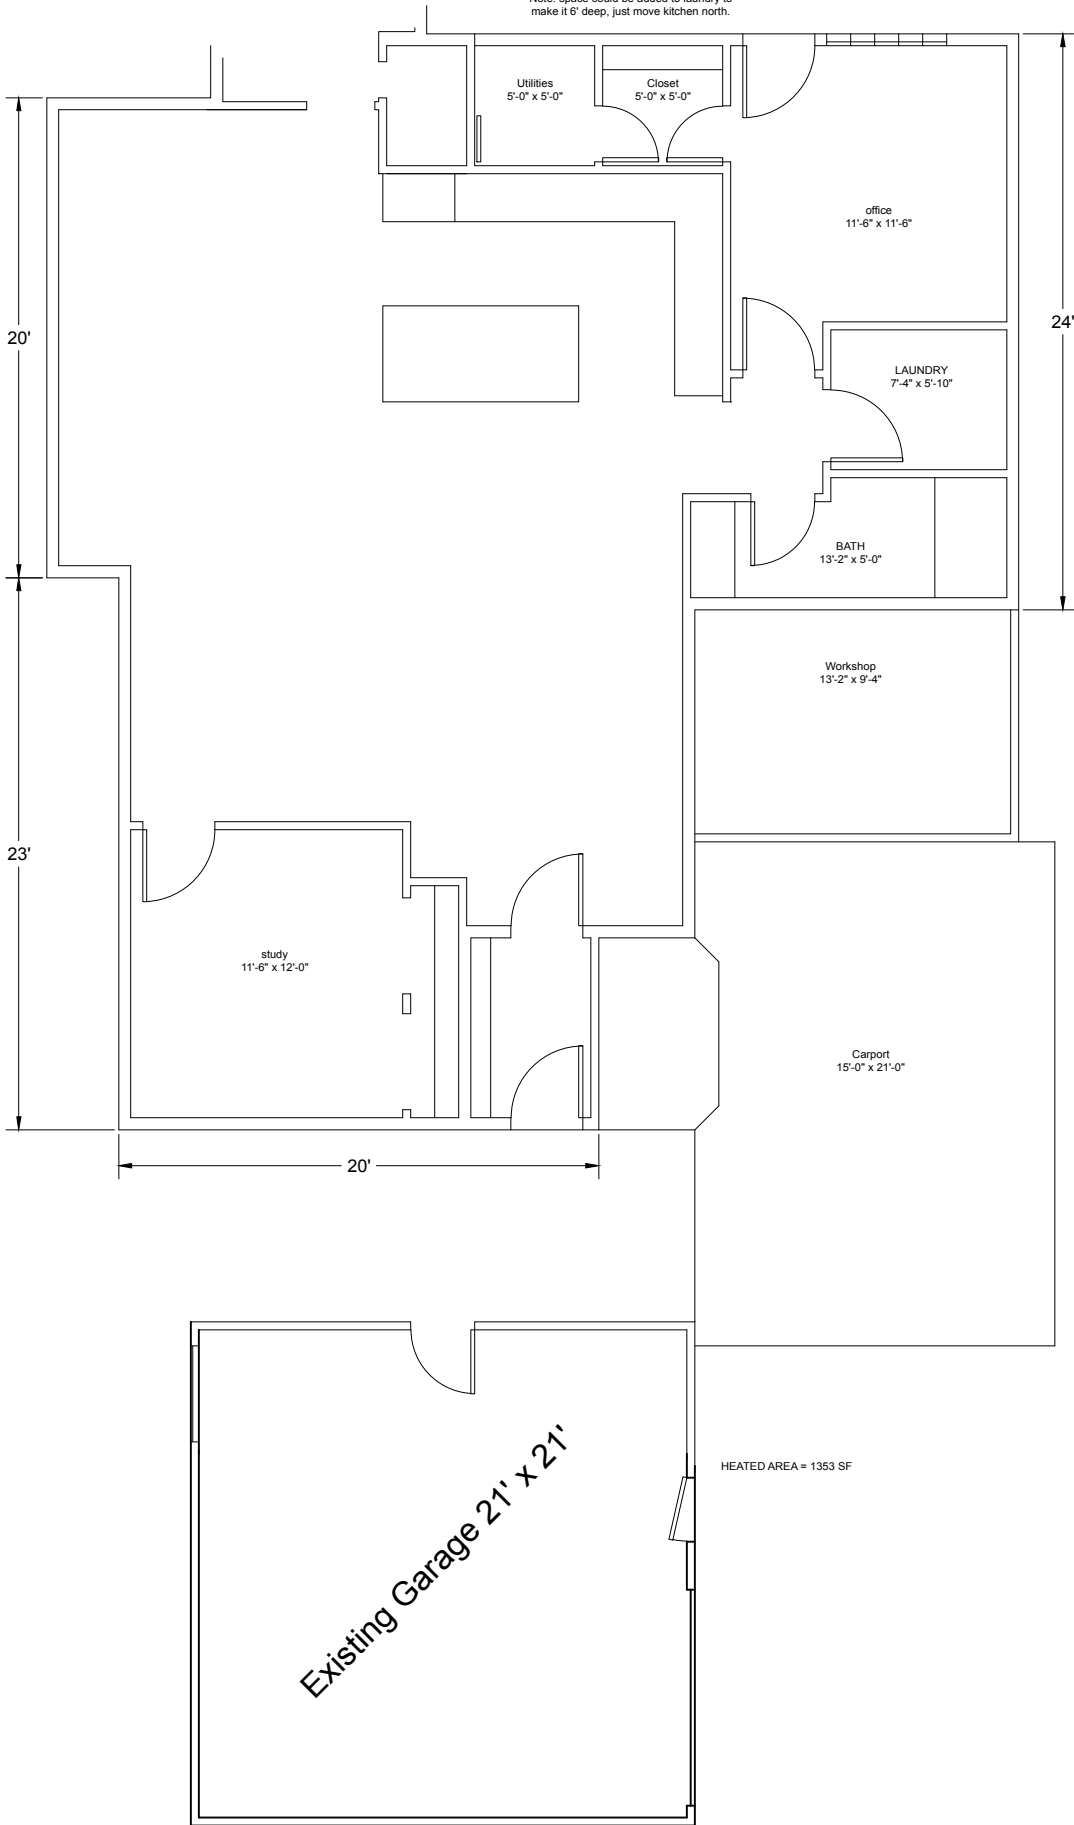 Note: space could be added to laundry to
make it 6' deep, just move kitchen north.
Utilities
5'-0" x 5'-0"
Closet
5'-0" x 5'-0"
office
11'-6" x 11'-6"
20'
24'
LAUNDRY
7'-4" x 5'-10"
BATH
13'-2" x 5'-0"
Workshop
13'-2" x 9'-4"
23'
study
11'-6" x 12'-0"
Carport
15'-0" x 21'-0"
20'
HEATED AREA = 1353 SF
Existing Garage 21' x 21'